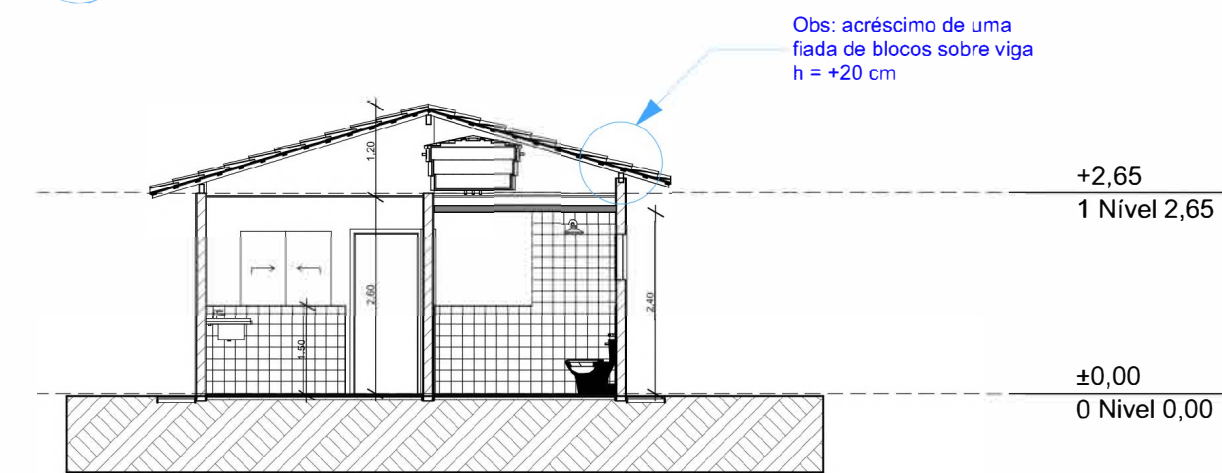 Obs: acréscimo de uma
fiada de blocos sobre viga
h = +20 cm
1,20
+2,65
1 Nível 2,65
2,60
2,40
1,50
±0,00
0 Nivel 0,00